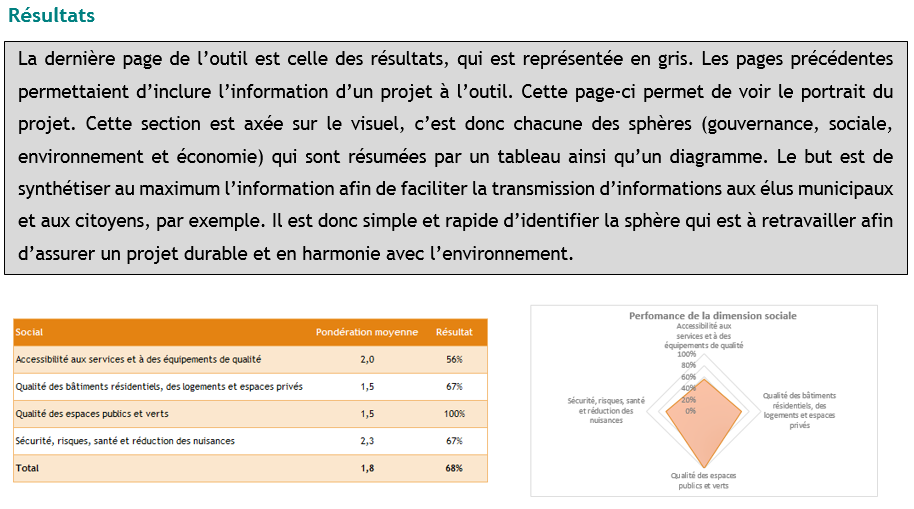 Résultats
La dernière page de l’outil est celle des résultats, qui est représentée en gris. Les pages précédentes
permettaient d’inclure l’information d’un projet à l’outil. Cette page-ci permet de voir le portrait du
projet. Cette section est axée sur le visuel, c’est donc chacune des sphères (gouvernance, sociale,
environnement et économie) qui sont résumées par un tableau ainsi qu’un diagramme. Le but est de
synthétiser au maximum l’information afin de faciliter la transmission d’informations aux élus municipaux
et aux citoyens, par exemple. Il est donc simple et rapide d’identifier la sphère qui est à retravailler afin
d’assurer un projet durable et en harmonie avec l’environnement.
Social Pondération moyenne Résultat
Accessibilité aux services et à des équipements de qualité 2,0 56%
Qualité des bâtiments résidentiels, des logements et espaces privés 1,5 67%
Qualité des espaces publics et verts 1,5 100%
Sécurité, risques, santé et réduction des nuisances 2,3 67%
Total 1,8 68%
Perfomance de la dimension sociale
Accessibilité aux
services et à des
équipements de qualité
100%
80%
60%
40%
20%
0%
Qualité des bâtiments
résidentiels, des
logements et espaces
privés
Qualité des espaces
publics et verts
Sécurité, risques, santé
et réduction des
nuisances